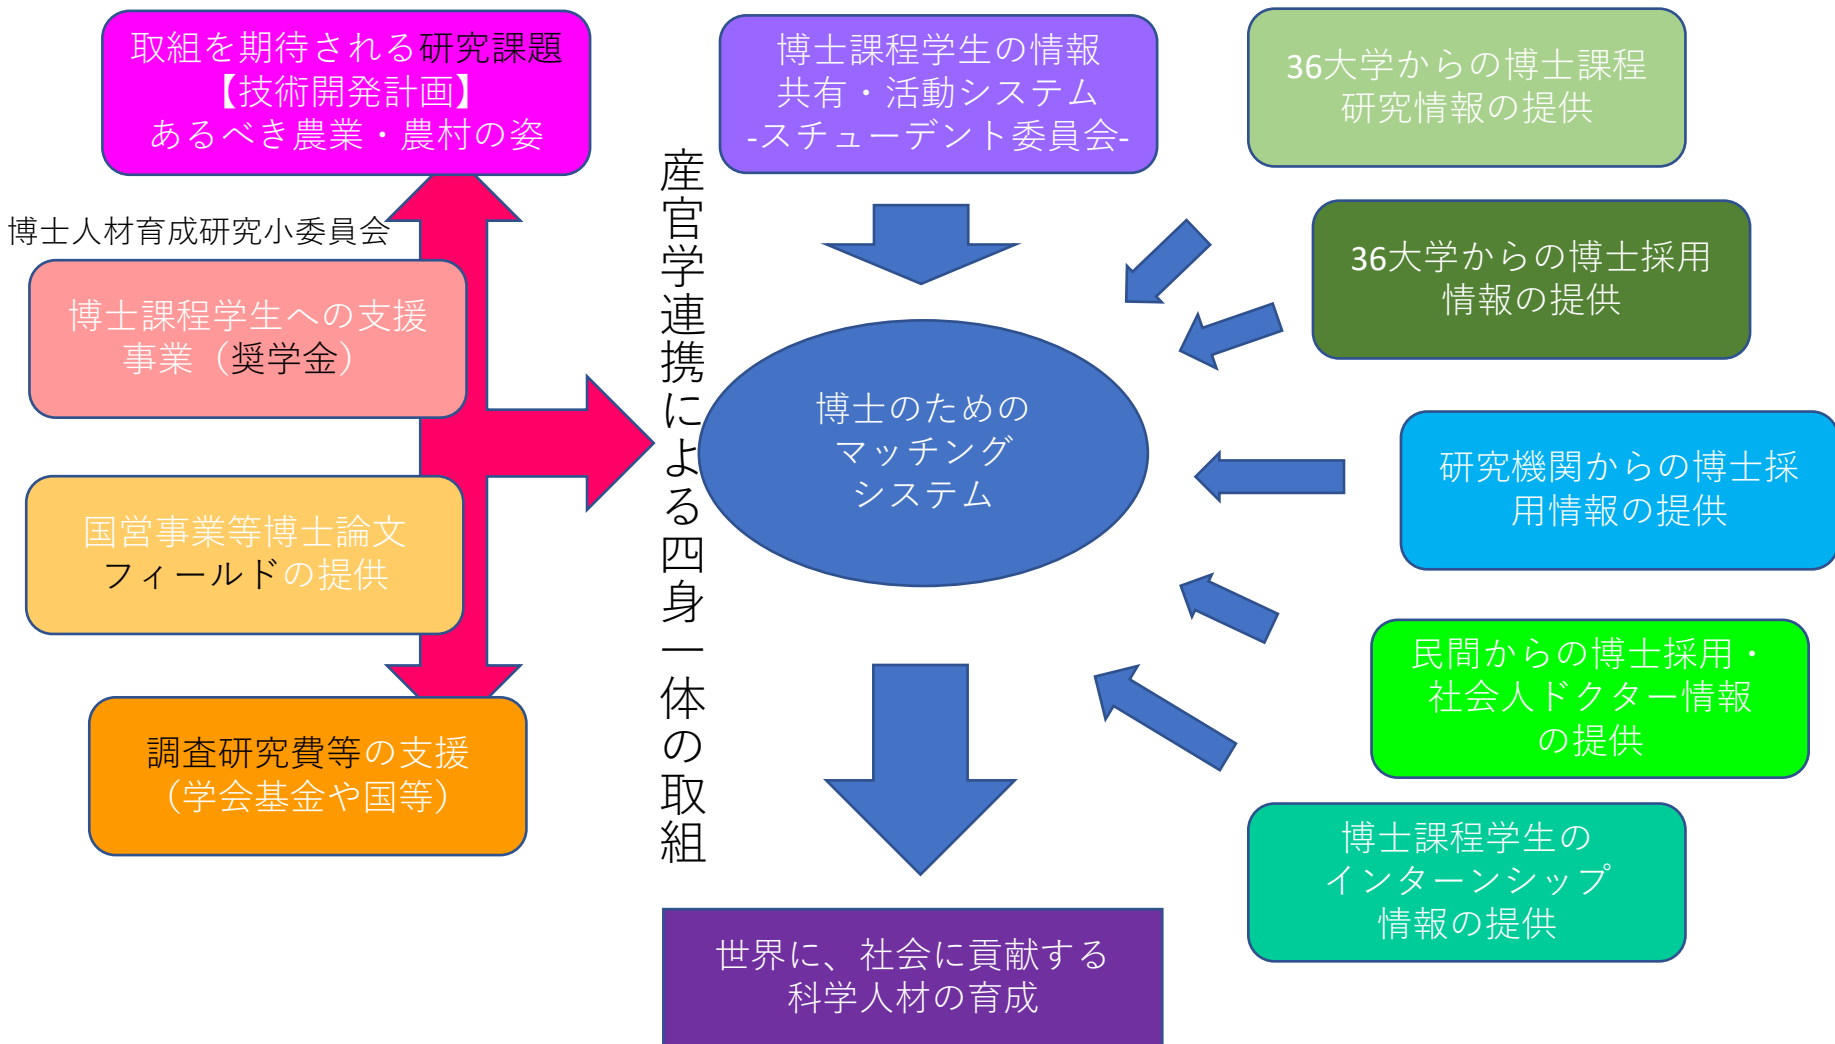 取組を期待される研究課題
【技術開発計画】
あるべき農業・農村の姿
博士人材育成研究小委員会
博士課程学生への支援
事業（奨学金）
国営事業等博士論文
フィールドの提供
調査研究費等の支援
（学会基金や国等）
産官学連携による四身一体の取組
博士課程学生の情報
共有・活動システム
-スチューデント委員会-
博士のための
マッチング
システム
世界に、社会に貢献する
科学人材の育成
36大学からの博士課程
研究情報の提供
36大学からの博士採用
情報の提供
研究機関からの博士採
用情報の提供
民間からの博士採用・
社会人ドクター情報
の提供
博士課程学生の
インターンシップ
情報の提供